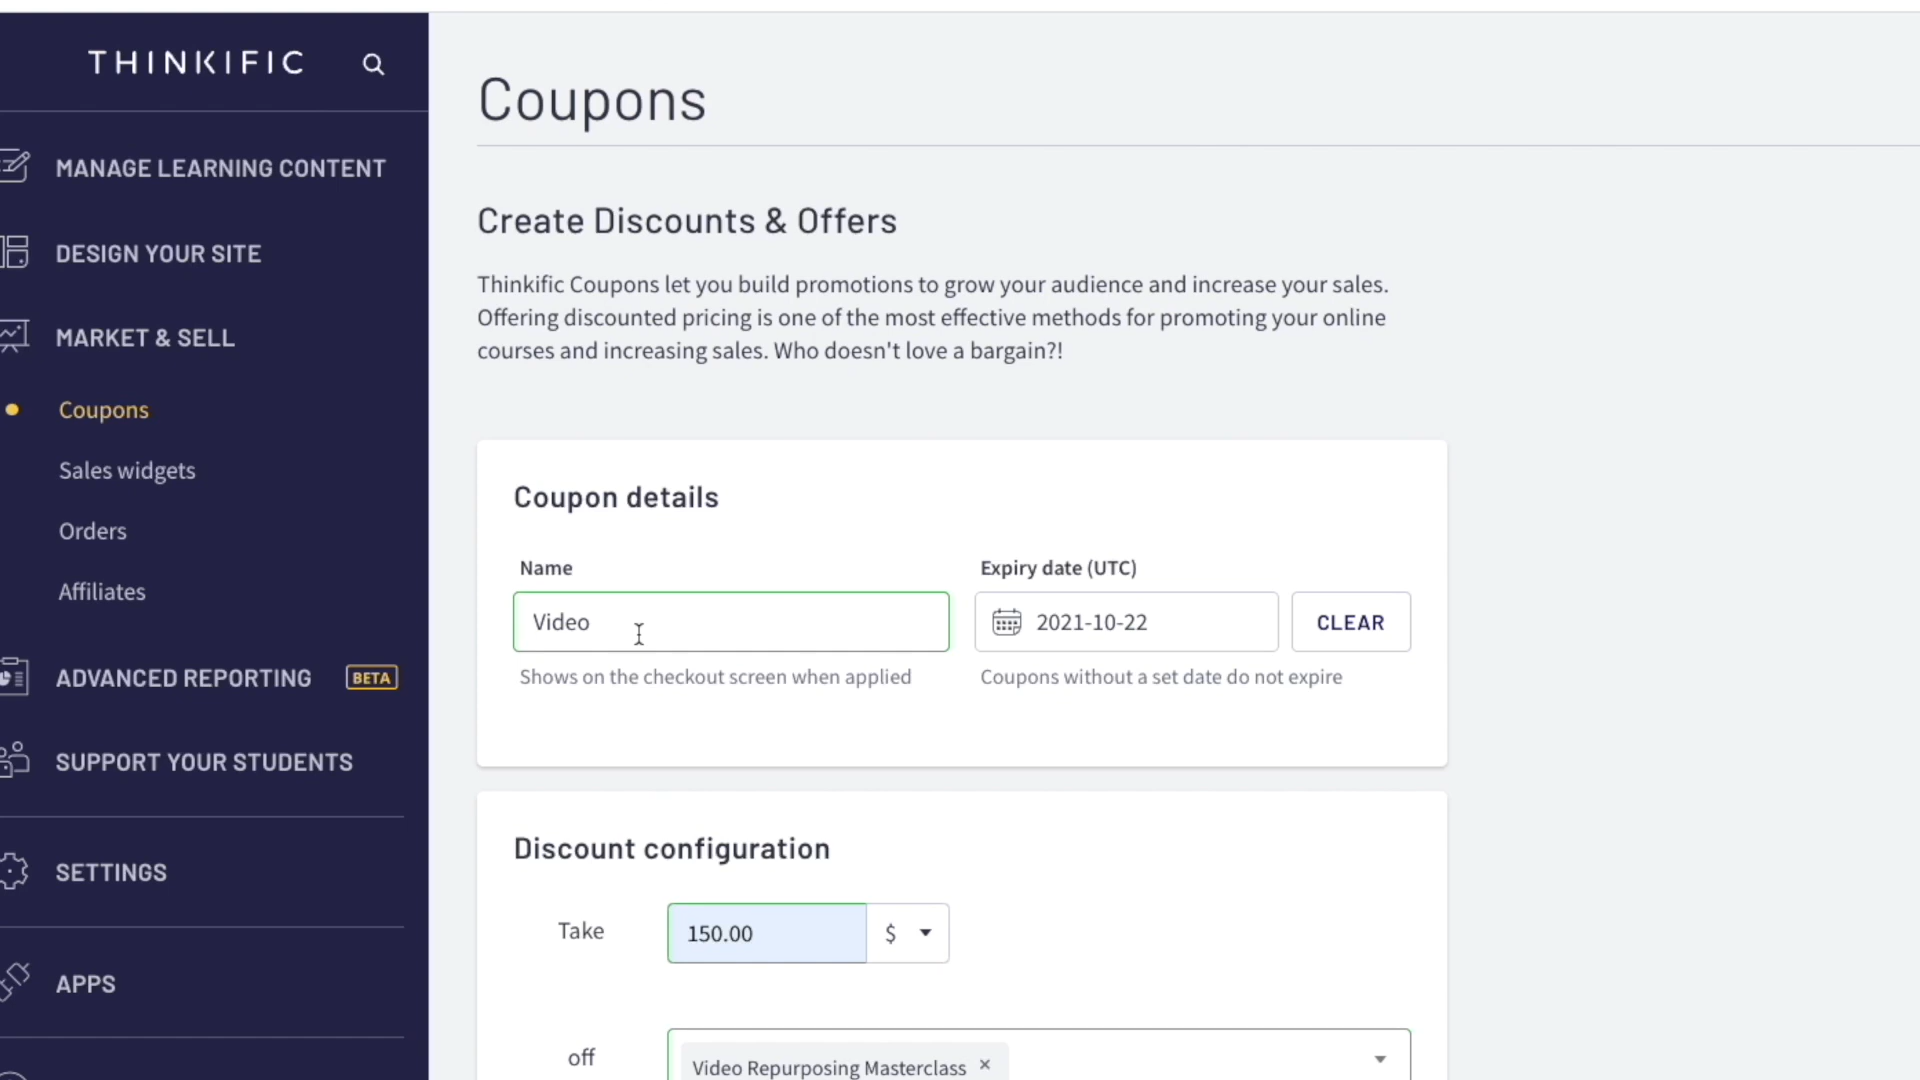 THINKIFIC
MANAGE LEARNING CONTENT
DESIGN YOUR SITE
MARKET & SELL
Coupons
Sales widgets
Orders
Affiliates
ADVANCED REPORTING BETA
SUPPORT YOUR STUDENTS
SETTINGS
APPS
Coupons
Create Discounts & Offers
Thinkific Coupons let you build promotions to grow your audience and increase your sales.
Offering discounted pricing is one of the most effective methods for promoting your online
courses and increasing sales. Who doesn't love a bargain?!
Coupon details
Name
Video
Shows on the checkout screen when applied
Expiry date (UTC)
2021-10-22
CLEAR
Coupons without a set date do not expire
Discount configuration
Take 150.00 $
off Video Repurposing Masterclass ×